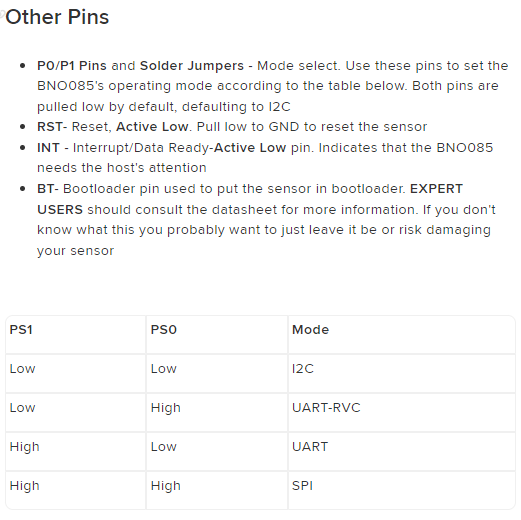 Other Pins
P0/P1 Pins and Solder Jumpers - Mode select. Use these pins to set the
BNO085's operating mode according to the table below. Both pins are
pulled low by default, defaulting to I2C
RST- Reset, Active Low. Pull low to GND to reset the sensor
INT - Interrupt/Data Ready-Active Low pin. Indicates that the BNO085
needs the host's attention
BT- Bootloader pin used to put the sensor in bootloader. EXPERT
USERS should consult the datasheet for more information. If you don't
know what this you probably want to just leave it be or risk damaging
your sensor
PS1 PS0 Mode
Low Low I2C
Low High UART-RVC
High Low UART
High High SPI